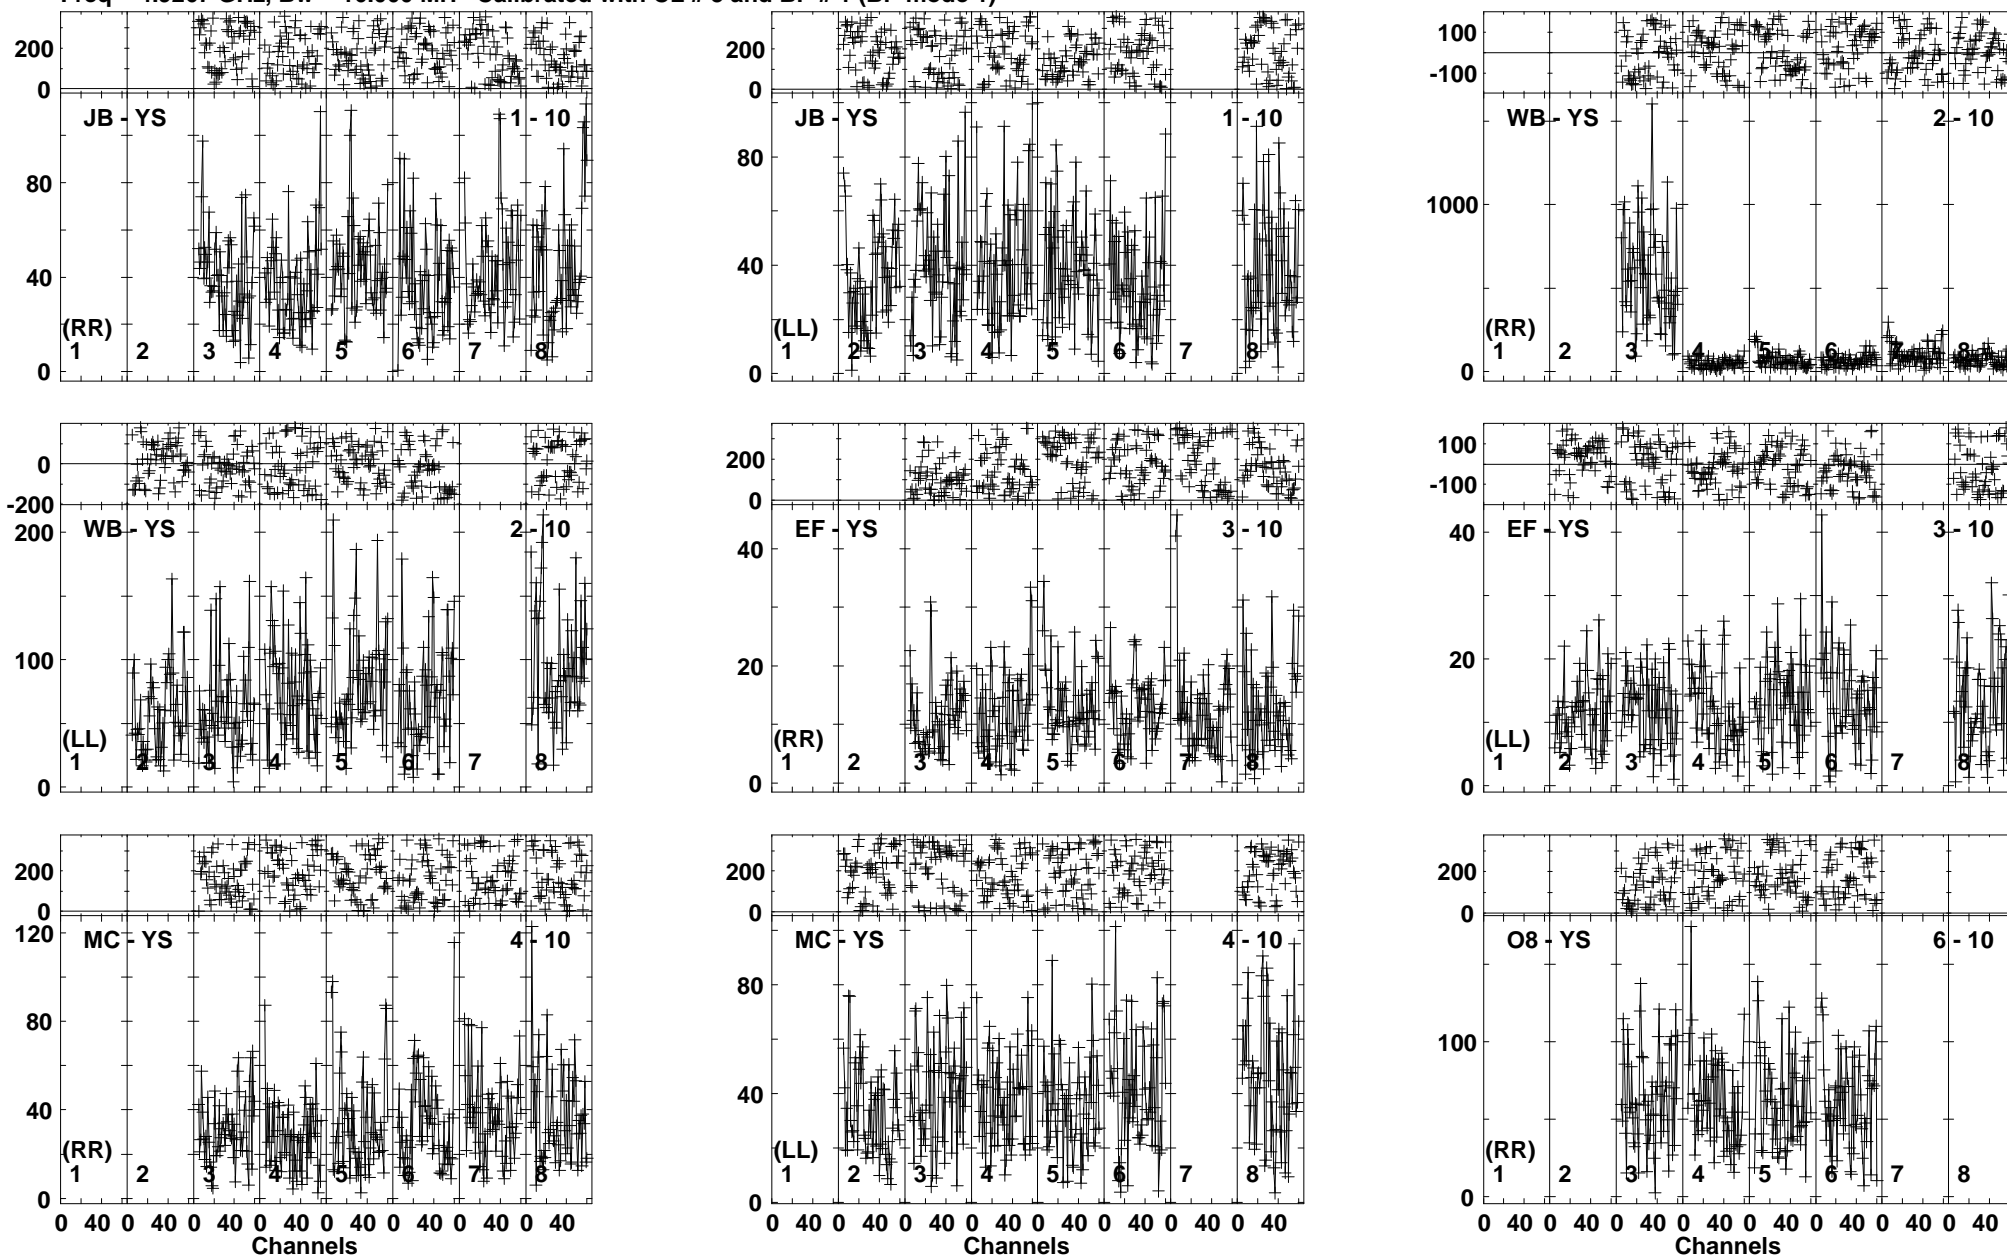 200 0
JB - YS 1 - 10
80 40 0
(RR)
1 2 3 4 5 6 7 8
200 0
JB - YS 1 - 10
80 40 0
(LL)
1 2 3 4 5 6 7 8
100 -100
WB - YS 2 - 10
1000 0
(RR)
1 2 3 4 5 6 7 8
0 -200
WB - YS 2 - 10
200 100 0
(LL)
1 2 3 4 5 6 7 8
200 0
EF - YS 3 - 10
40 20 0
(RR)
1 2 3 4 5 6 7 8
100 -100
EF - YS 3 - 10
40 20 0
(LL)
1 2 3 4 5 6 7 8
200 0
MC - YS 4 - 10
120 80 40 0
(RR)
1 2 3 4 5 6 7 8
0 40 0 40 0 40 0 40 0 40 0 40 0 40 0 40
Channels
200 0
MC - YS 4 - 10
80 40 0
(LL)
1 2 3 4 5 6 7 8
0 40 0 40 0 40 0 40 0 40 0 40 0 40 0 40
Channels
200 0
O8 - YS 6 - 10
100 0
(RR)
1 2 3 4 5 6 7 8
0 40 0 40 0 40 0 40 0 40 0 40 0 40 0 40
Channels